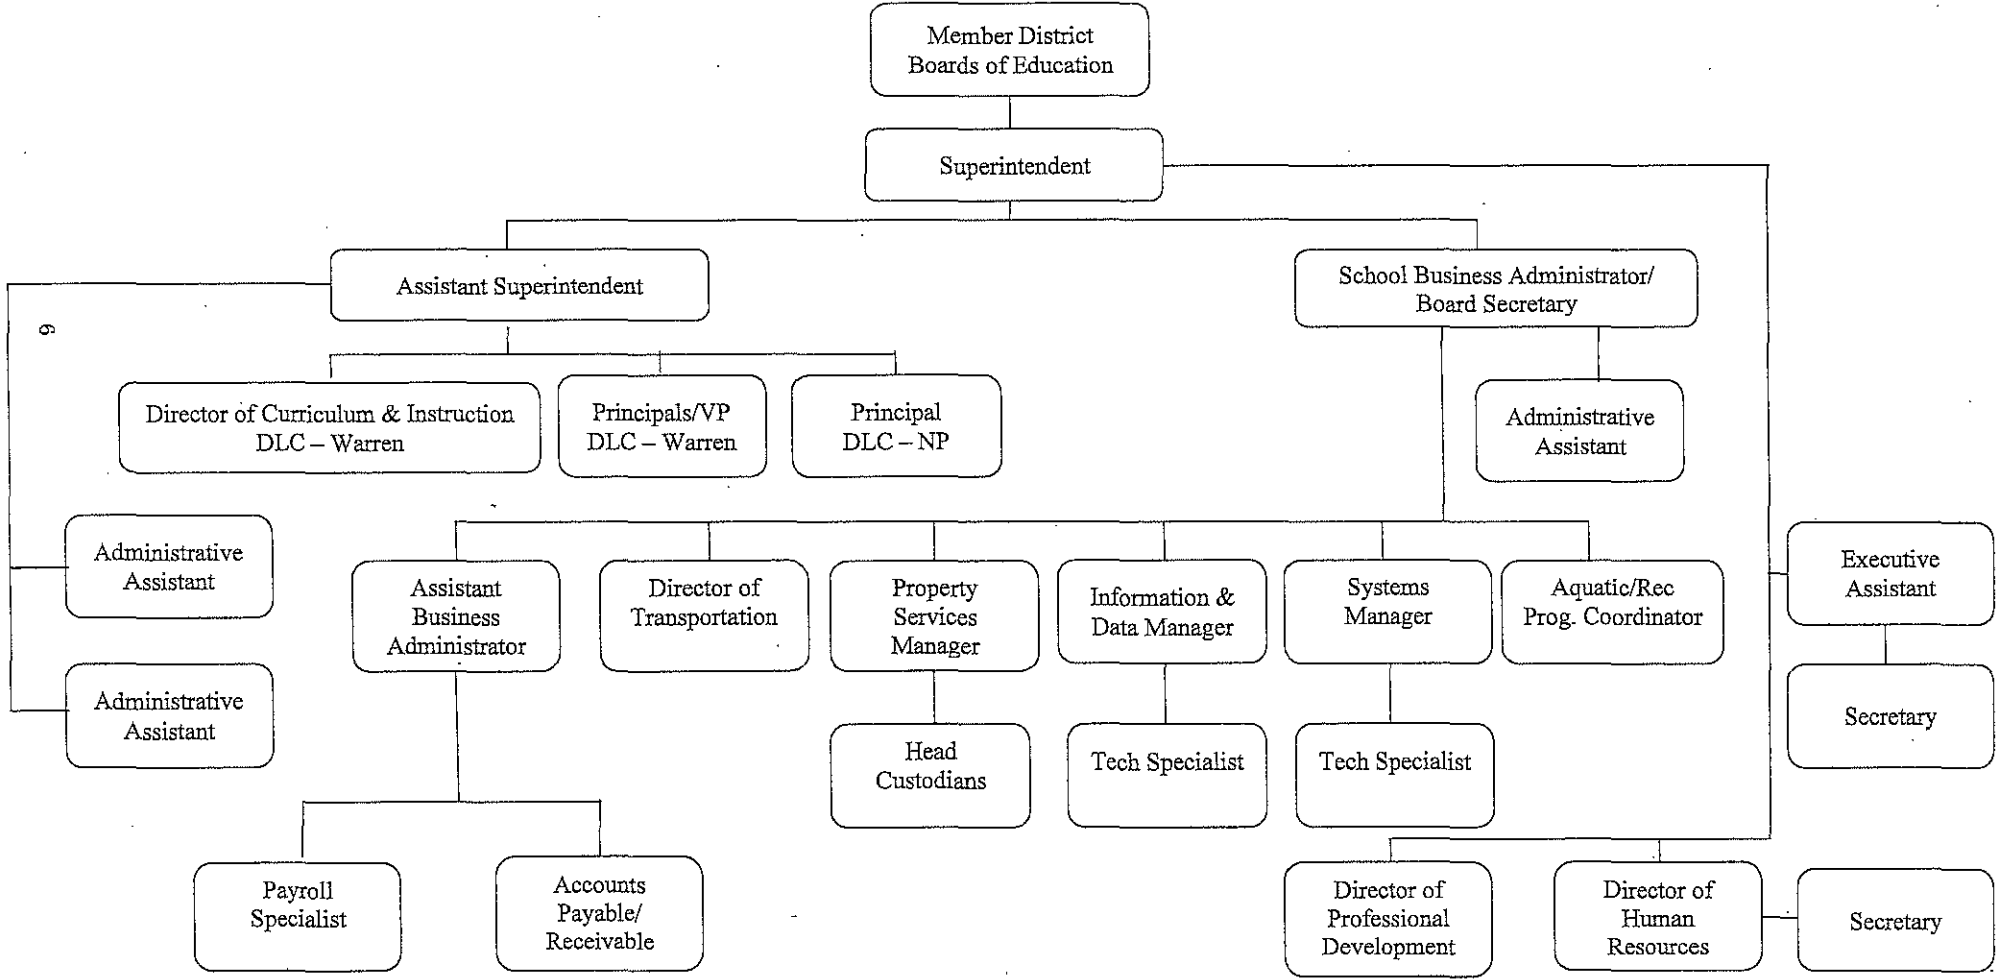 Member District
Boards of Education
Superintendent
Assistant Superintendent
School Business Administrator/
Board Secretary
6
Director of Curriculum & Instruction
DLC – Warren
Principals/VP
DLC – Warren
Principal
DLC – NP
Administrative
Assistant
Administrative
Assistant
Administrative
Assistant
Assistant
Business
Administrator
Director of
Transportation
Property
Services
Manager
Information &
Data Manager
Systems
Manager
Aquatic/Rec
Prog. Coordinator
Executive
Assistant
Secretary
Head
Custodians
Tech Specialist
Tech Specialist
Payroll
Specialist
Accounts
Payable/
Receivable
Director of
Professional
Development
Director of
Human
Resources
Secretary